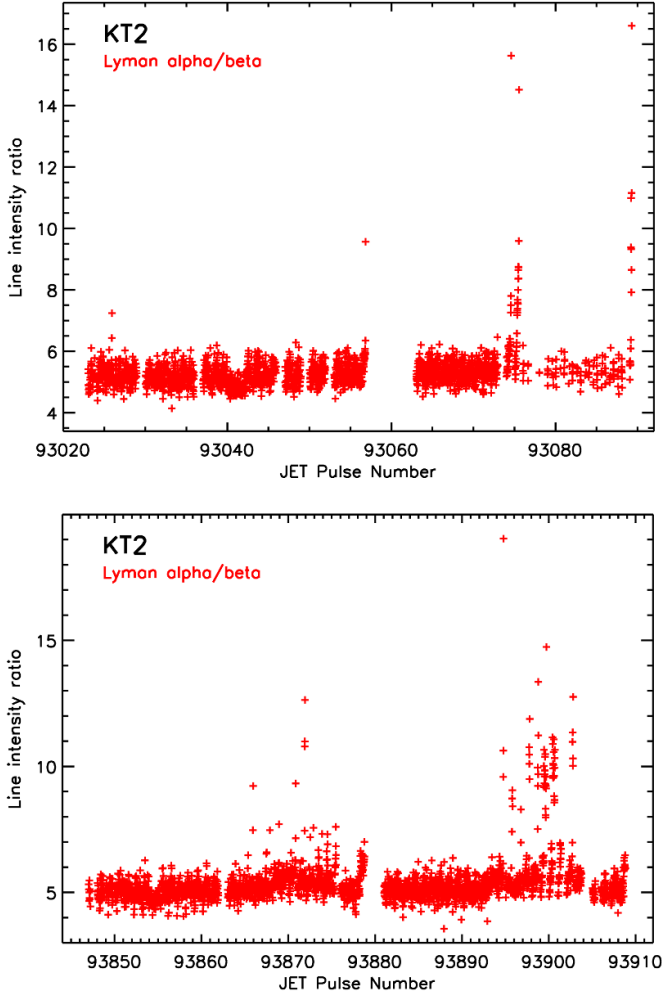 KT2
Lyman alpha/beta
Line intensity ratio
16
14
12
10
8
6
4
93020 93040 93060 93080
JET Pulse Number
KT2
Lyman alpha/beta
Line intensity ratio
15
10
5
93850 93860 93870 93880 93890 93900 93910
JET Pulse Number